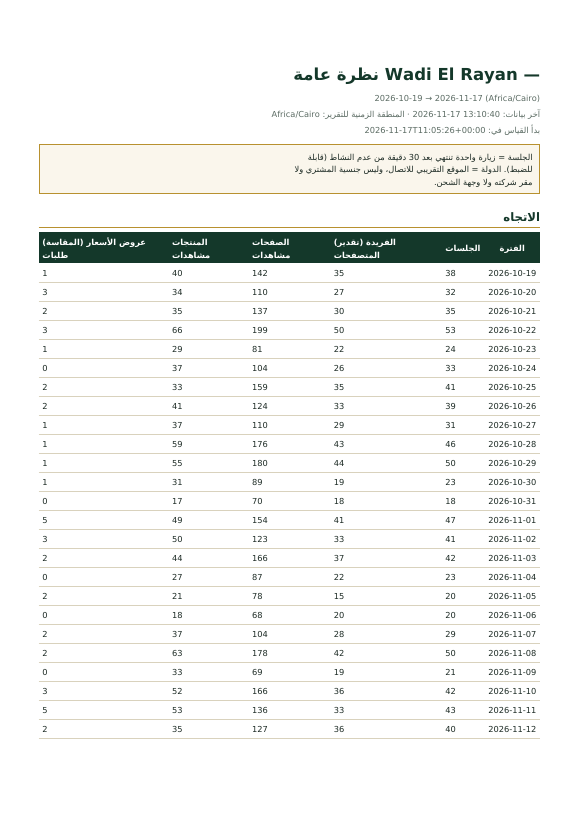 نظرة عامة Wadi El Rayan —
2026-10-19 → 2026-11-17 (Africa/Cairo)
آخر بيانات: 2026-11-17 13:10:40 · المنطقة الزمنية للتقرير: Africa/Cairo
بدأ القياس في: 2026-11-17T11:05:26+00:00
الجلسة = زيارة واحدة تنتهي بعد 30 دقيقة من عدم النشاط (قابلة
للضبط). الدولة = الموقع التقريبي للاتصال، وليس جنسية المشتري ولا
مقر شركته ولا وجهة الشحن.
الاتجاه
الفترة الجلسات الفريدة (تقدير) المتصفحات الصفحات مشاهدات المنتجات مشاهدات عروض الأسعار (المقاسة) طلبات
2026-10-19 38 35 142 40 1
2026-10-20 32 27 110 34 3
2026-10-21 35 30 137 35 2
2026-10-22 53 50 199 66 3
2026-10-23 24 22 81 29 1
2026-10-24 33 26 104 37 0
2026-10-25 41 35 159 33 2
2026-10-26 39 33 124 41 2
2026-10-27 31 29 110 37 1
2026-10-28 46 43 176 59 1
2026-10-29 50 44 180 55 1
2026-10-30 23 19 89 31 1
2026-10-31 18 18 70 17 0
2026-11-01 47 41 154 49 5
2026-11-02 41 33 123 50 3
2026-11-03 42 37 166 44 2
2026-11-04 23 22 87 27 0
2026-11-05 20 15 78 21 2
2026-11-06 20 20 68 18 0
2026-11-07 29 28 104 37 2
2026-11-08 50 42 178 63 2
2026-11-09 21 19 69 33 0
2026-11-10 42 36 166 52 3
2026-11-11 43 33 136 53 5
2026-11-12 40 36 127 35 2